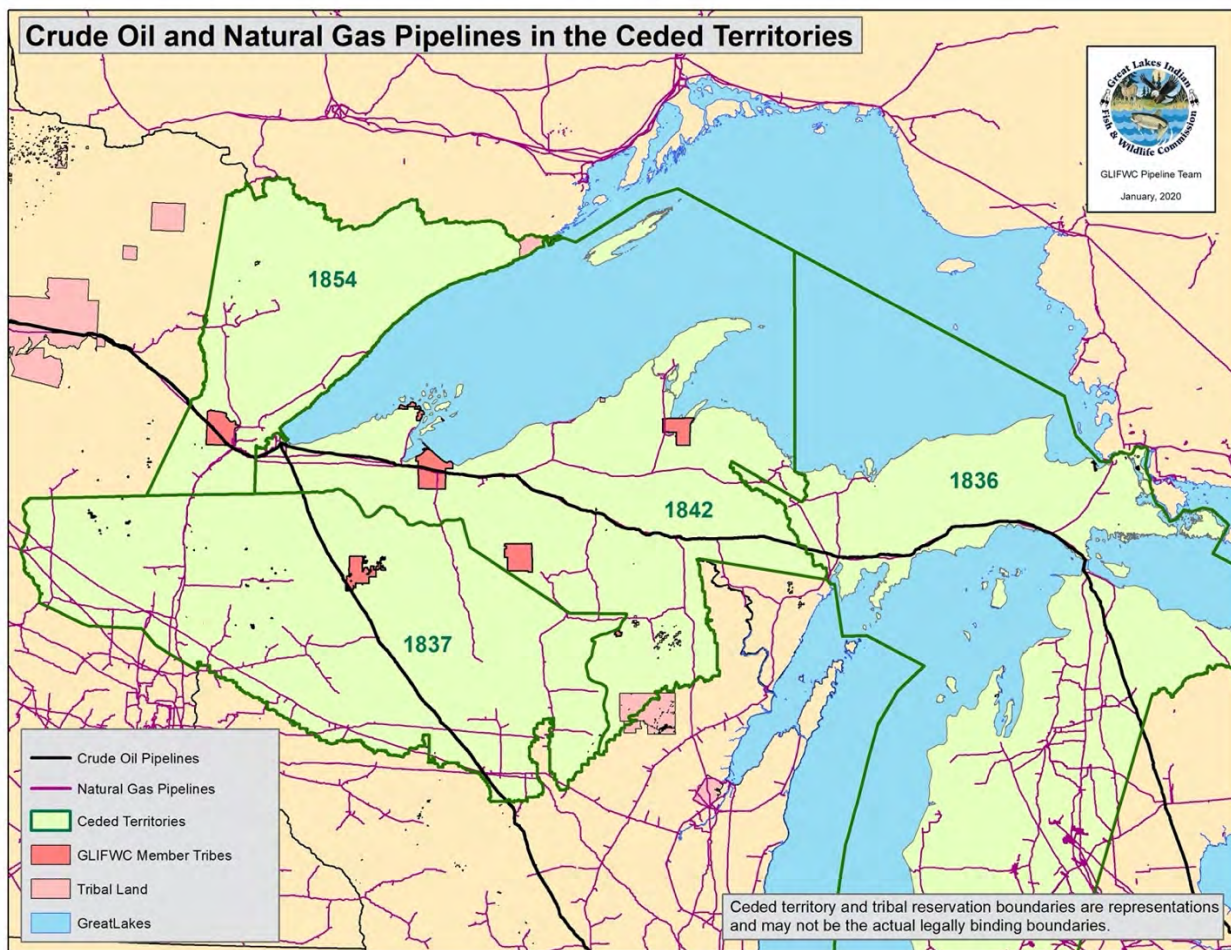 Crude Oil and Natural Gas Pipelines in the Ceded Territories
Great Lakes Indian
Fish & Wildlife Commission
GLIFWC Pipeline Team
January, 2020
1854
1842
1836
1837
Crude Oil Pipelines
Natural Gas Pipelines
Ceded Territories
GLIFWC Member Tribes
Tribal Land
GreatLakes
Ceded territory and tribal reservation boundaries are representations
and may not be the actual legally binding boundaries.